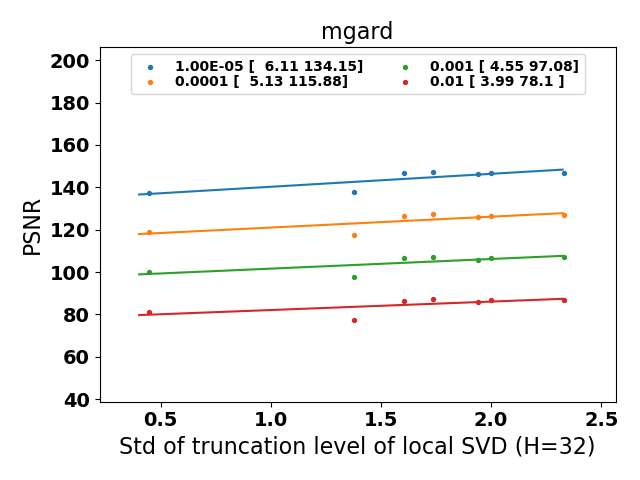 mgard
1.00E-05 [  6.11 134.15]
0.0001 [  5.13 115.88]
0.001 [ 4.55 97.08]
0.01 [ 3.99 78.1 ]
PSNR
200
180
160
140
120
100
80
60
40
0.5 1.0 1.5 2.0 2.5
Std of truncation level of local SVD (H=32)